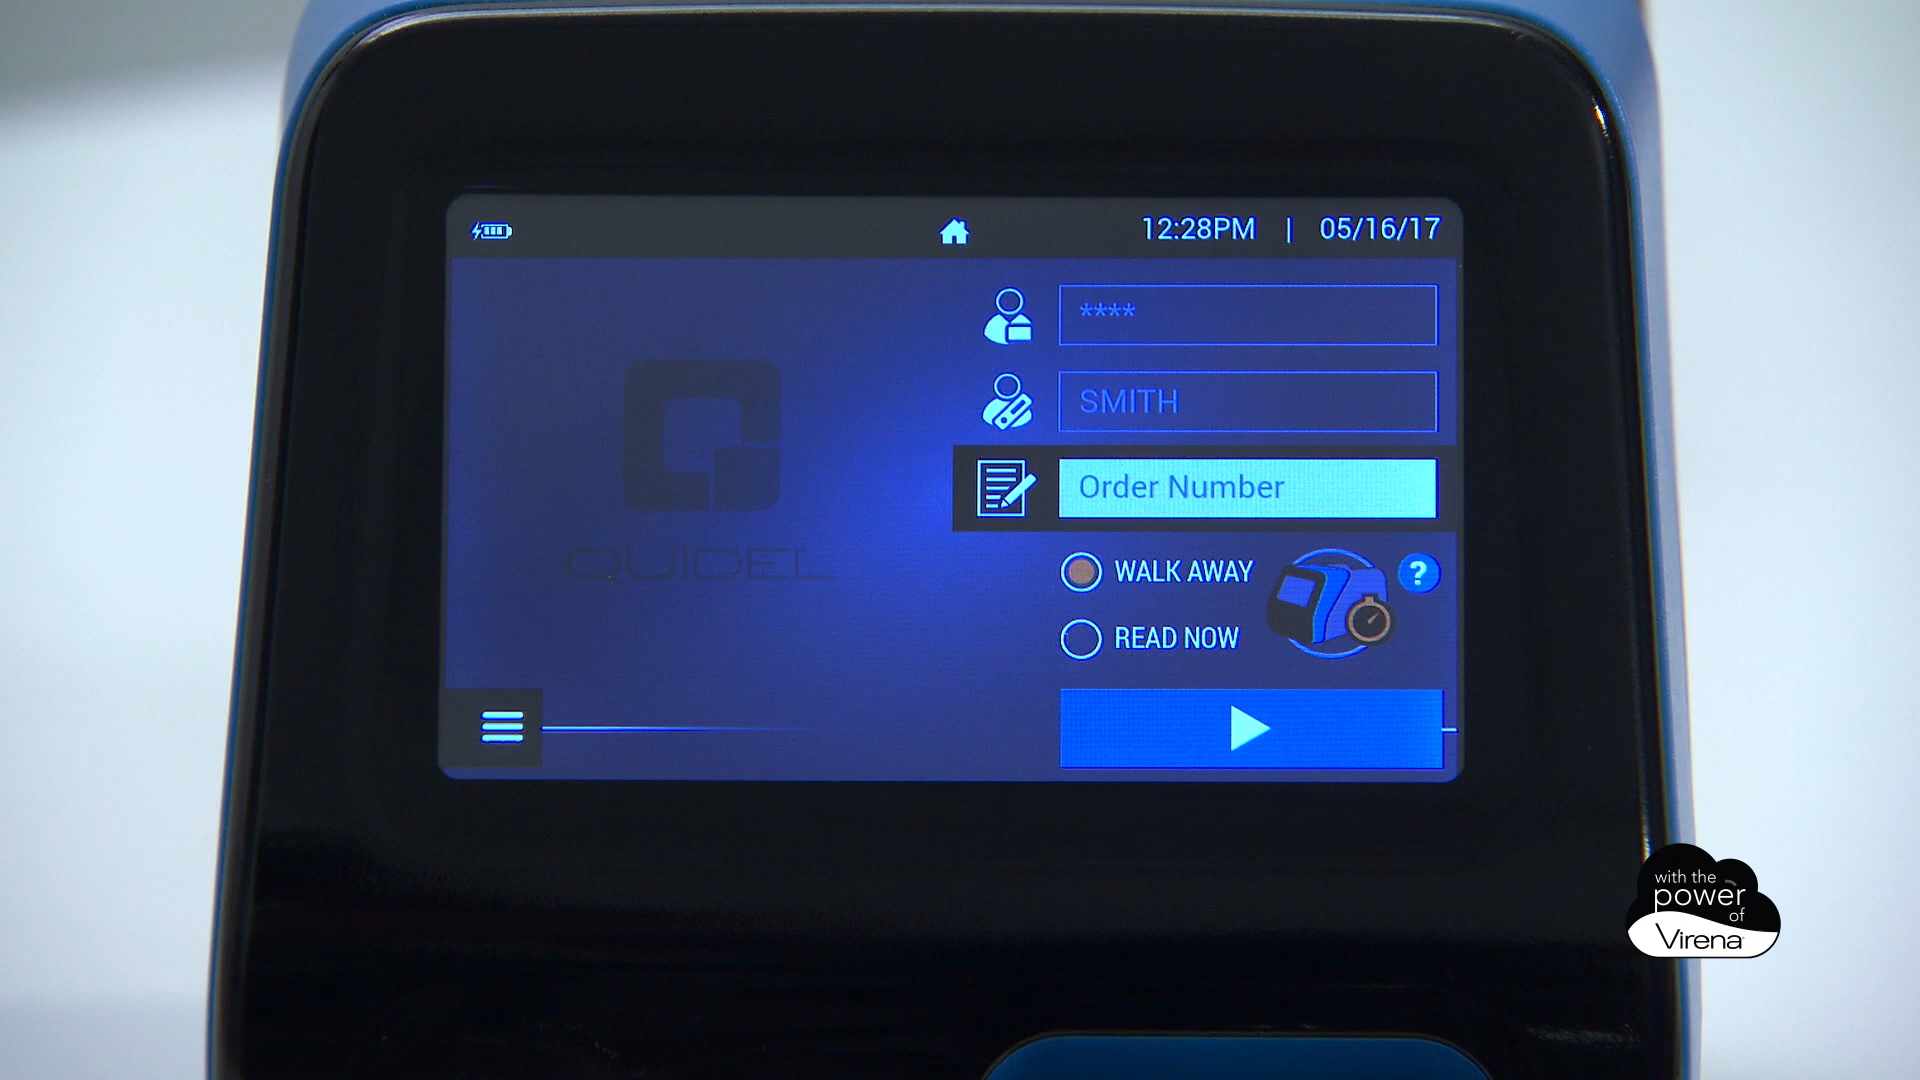 12:28PM | 05/16/17
****
SMITH
Order Number
QUIDEL
WALK AWAY
?
READ NOW
with the
power
of
Virena